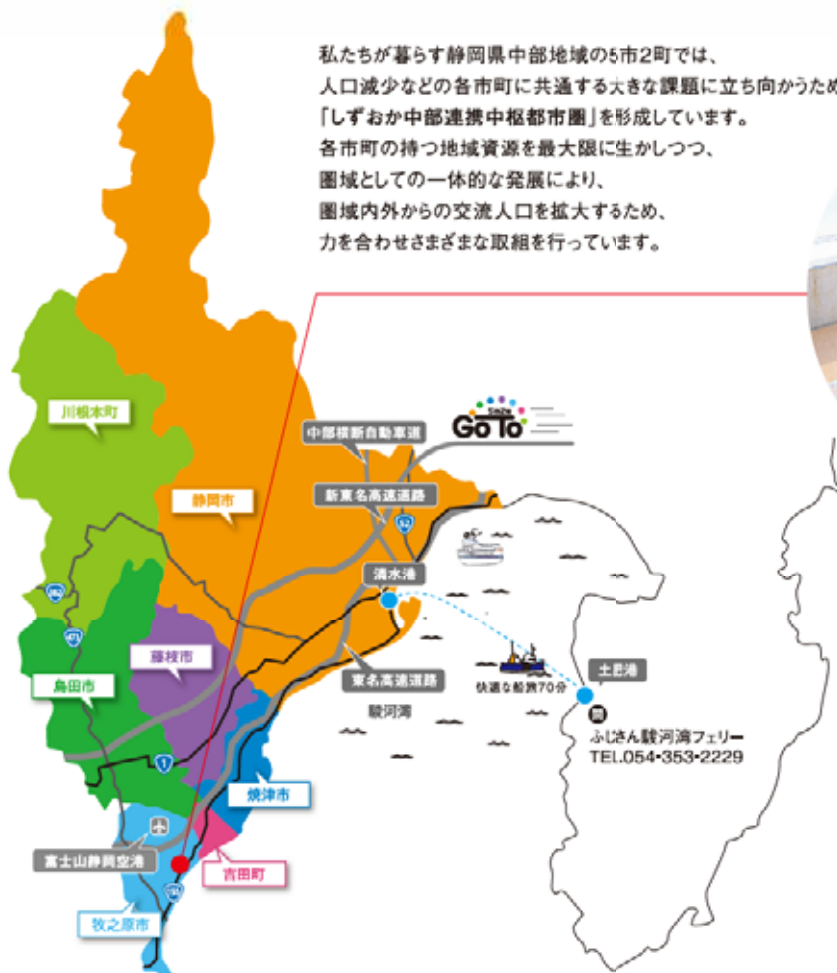 私たちが暮らす静岡県中部地域の5市2町では、
人口減少などの各市町に共通する大きな課題に立ち向かうため
「しずおか中部連携中枢都市圏」を形成しています。
各市町の持つ地域資源を最大限に生かしつつ、
圏域としての一体的な発展により、
圏域内外からの交流人口を拡大するため、
力を合わせさまざまな取組を行っています。
川根本町
中部横断自動車道
GoTo
静岡市
新東名高速道路
52
清水港
362
473
藤枝市
島田市
東名高速道路
駿河湾
快適な船旅70分
土肥港
問
ふじさん駿河湾フェリー
TEL.054-353-2229
1
焼津市
富士山静岡空港
吉田町
150
牧之原市